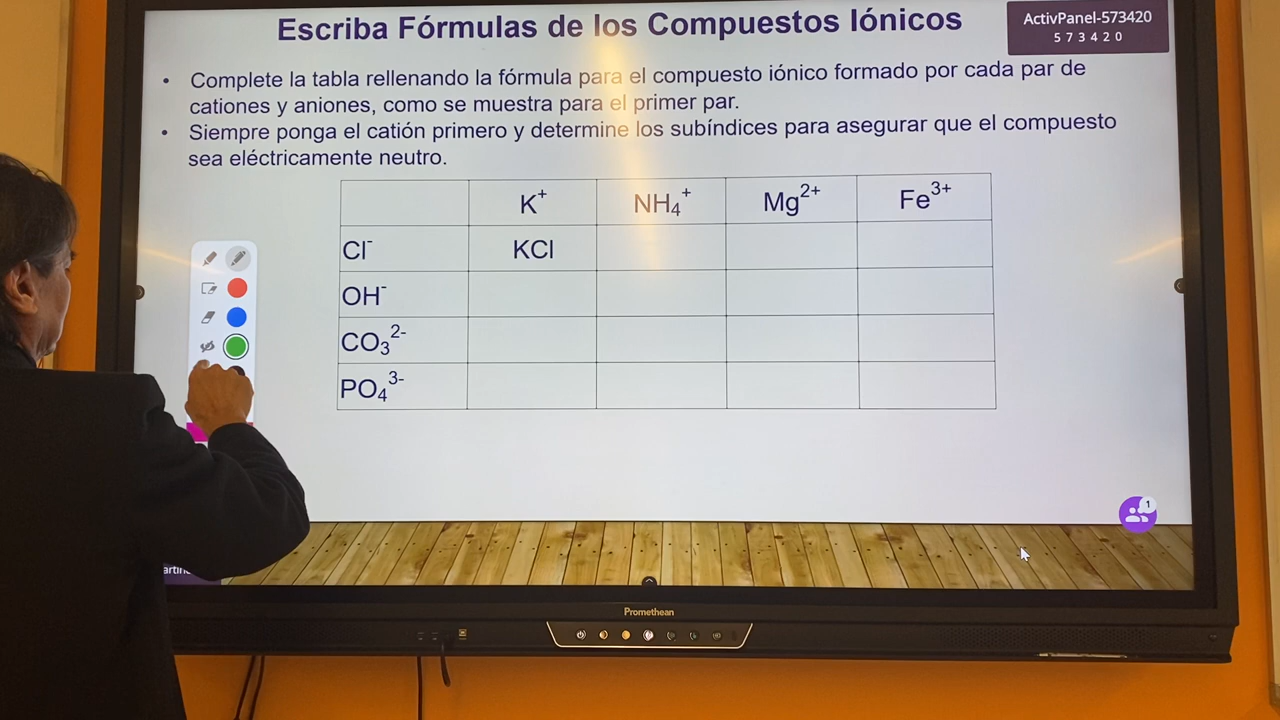 Escriba Fórmulas de los Compuestos Iónicos
ActivPanel-573420
573420
• Complete la tabla rellenando la fórmula para el compuesto iónico formado por cada par de
cationes y aniones, como se muestra para el primer par.
• Siempre ponga el catión primero y determine los subíndices para asegurar que el compuesto
sea eléctricamente neutro.
K⁺ NH₄⁺ Mg²⁺ Fe³⁺
Cl⁻ KCl
OH⁻
CO₃²⁻
PO₄³⁻
1
Promethean